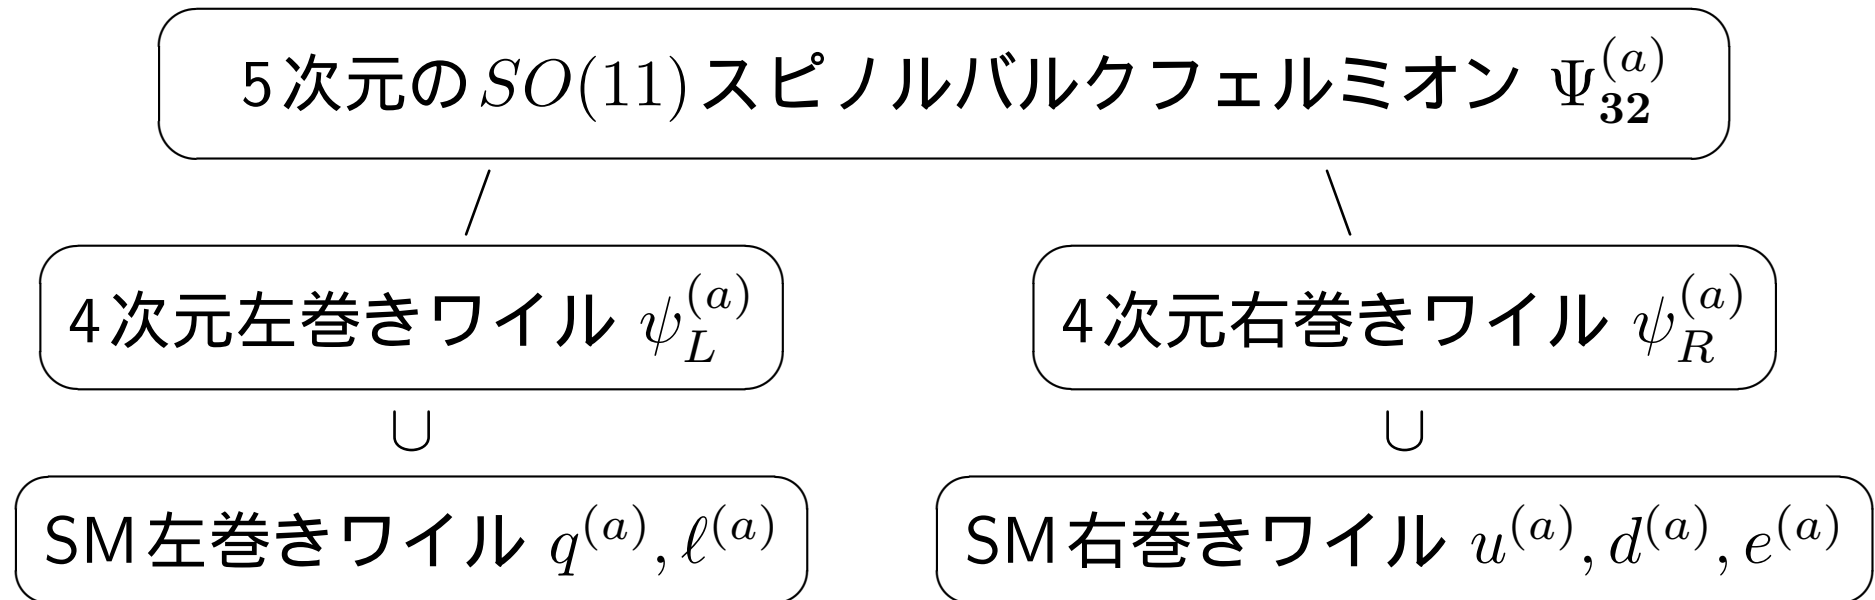 5次元のSO(11)スピノルバルクフェルミオン Ψ_{32}^{(a)}
4次元左巻きワイル ψ_L^{(a)}
4次元右巻きワイル ψ_R^{(a)}
∪ ∪
SM左巻きワイル q^{(a)}, ℓ^{(a)}
SM右巻きワイル u^{(a)}, d^{(a)}, e^{(a)}